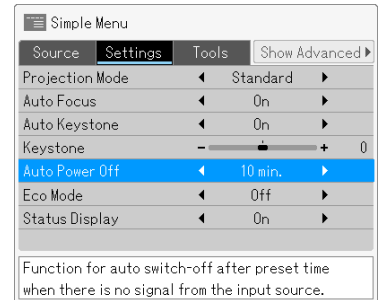 Simple Menu
Source Settings Tools Show Advanced
Projection Mode Standard
Auto Focus On
Auto Keystone On
Keystone - + 0
Auto Power Off 10 min.
Eco Mode Off
Status Display On
Function for auto switch-off after preset time
when there is no signal from the input source.